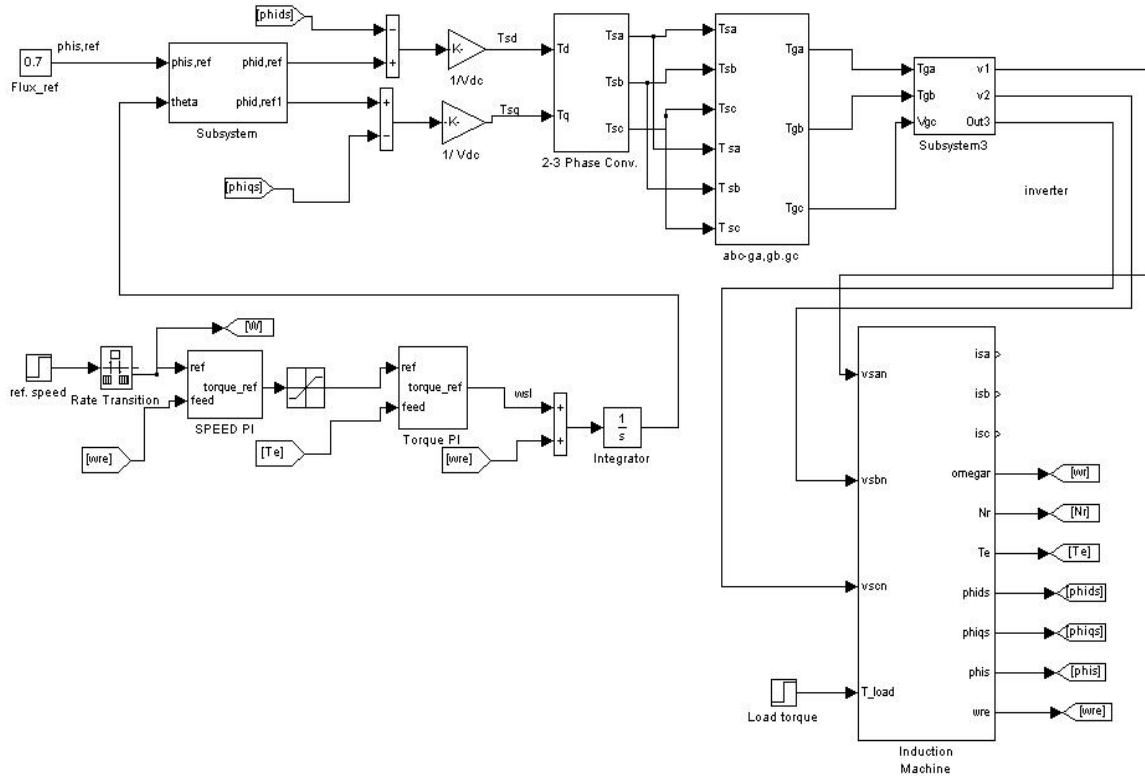 [phids]
phis,ref
0.7
Flux_ref
phis,ref
theta
phid,ref
phid,ref1
Subsystem
−
+
+
−
-K-
1/Vdc
-K-
1/ Vdc
Tsd
Tsq
Td
Tq
Tsa
Tsb
Tsc
2-3 Phase Conv.
Tsa
Tsb
Tsc
T sa
T sb
T sc
Tga
Tgb
Tgc
abc-ga,gb.gc
Tga
Tgb
Vgc
v1
v2
Out3
Subsystem3
[phiqs]
inverter
[W]
ref. speed
Rate Transition
ref
feed
torque_ref
SPEED PI
ref
feed
torque_ref
Torque PI
wsl
+
+
1
s
Integrator
[wre]
[Te]
[wre]
vsan
vsbn
vscn
T_load
isa
isb
isc
omegar
Nr
Te
phids
phiqs
phis
wre
[wr]
[Nr]
[Te]
[phids]
[phiqs]
[phis]
[wre]
Load torque
Induction
Machine